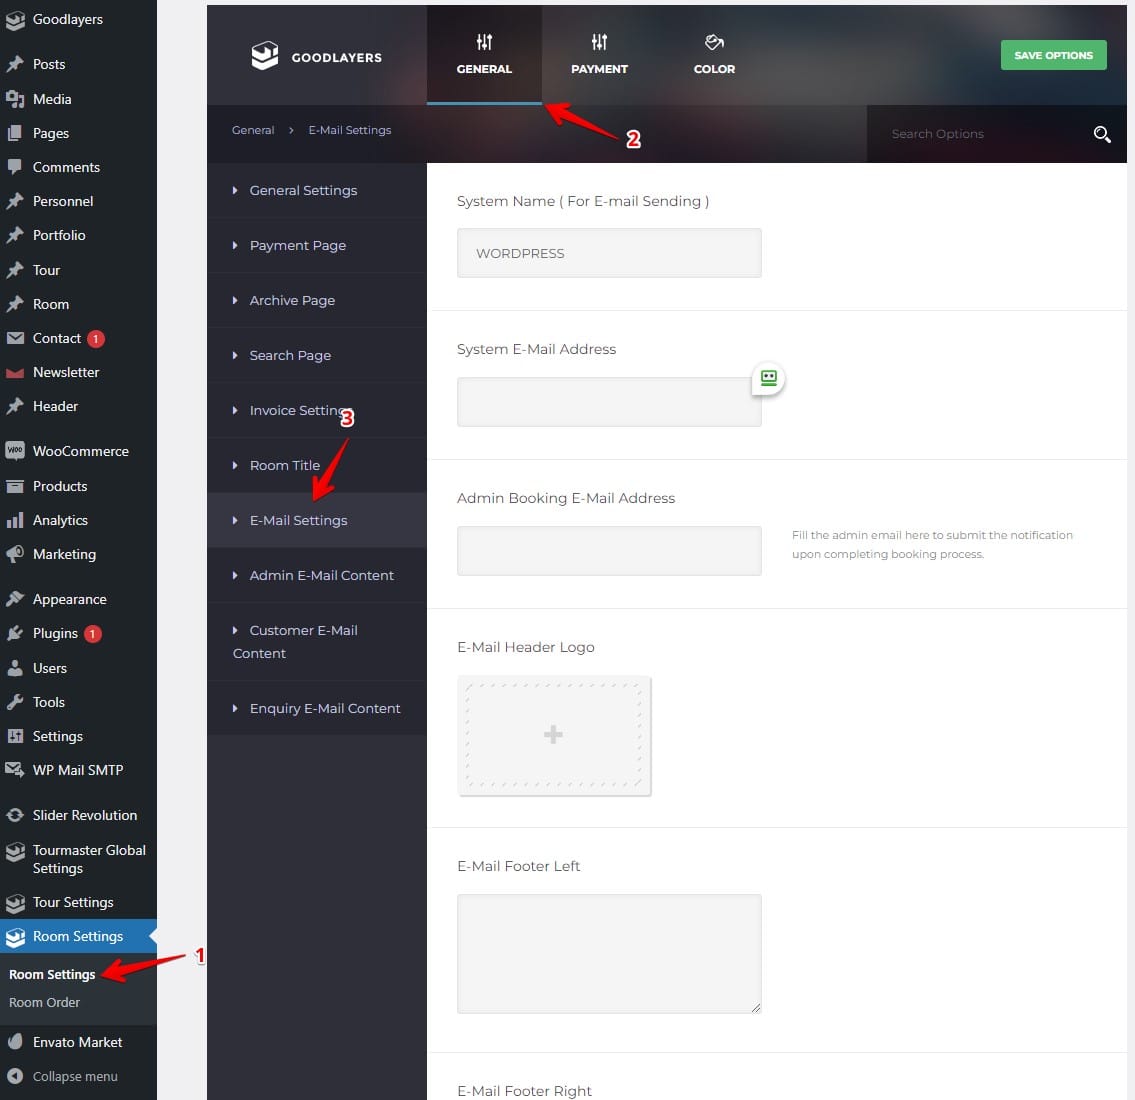 Goodlayers
Posts
Media
Pages
Comments
Personnel
Portfolio
Tour
Room
Contact 1
Newsletter
Header
WOO WooCommerce
Products
Analytics
Marketing
Appearance
Plugins 1
Users
Tools
Settings
WP Mail SMTP
Slider Revolution
Tourmaster Global
Settings
Tour Settings
Room Settings
Room Settings
1
Room Order
Envato Market
Collapse menu
GOODLAYERS
GENERAL
PAYMENT
COLOR
SAVE OPTIONS
General > E-Mail Settings
2
Search Options
General Settings
Payment Page
Archive Page
Search Page
Invoice Settings
3
Room Title
E-Mail Settings
Admin E-Mail Content
Customer E-Mail
Content
Enquiry E-Mail Content
System Name ( For E-mail Sending )
WORDPRESS
System E-Mail Address
Admin Booking E-Mail Address
Fill the admin email here to submit the notification
upon completing booking process.
E-Mail Header Logo
+
E-Mail Footer Left
E-Mail Footer Right